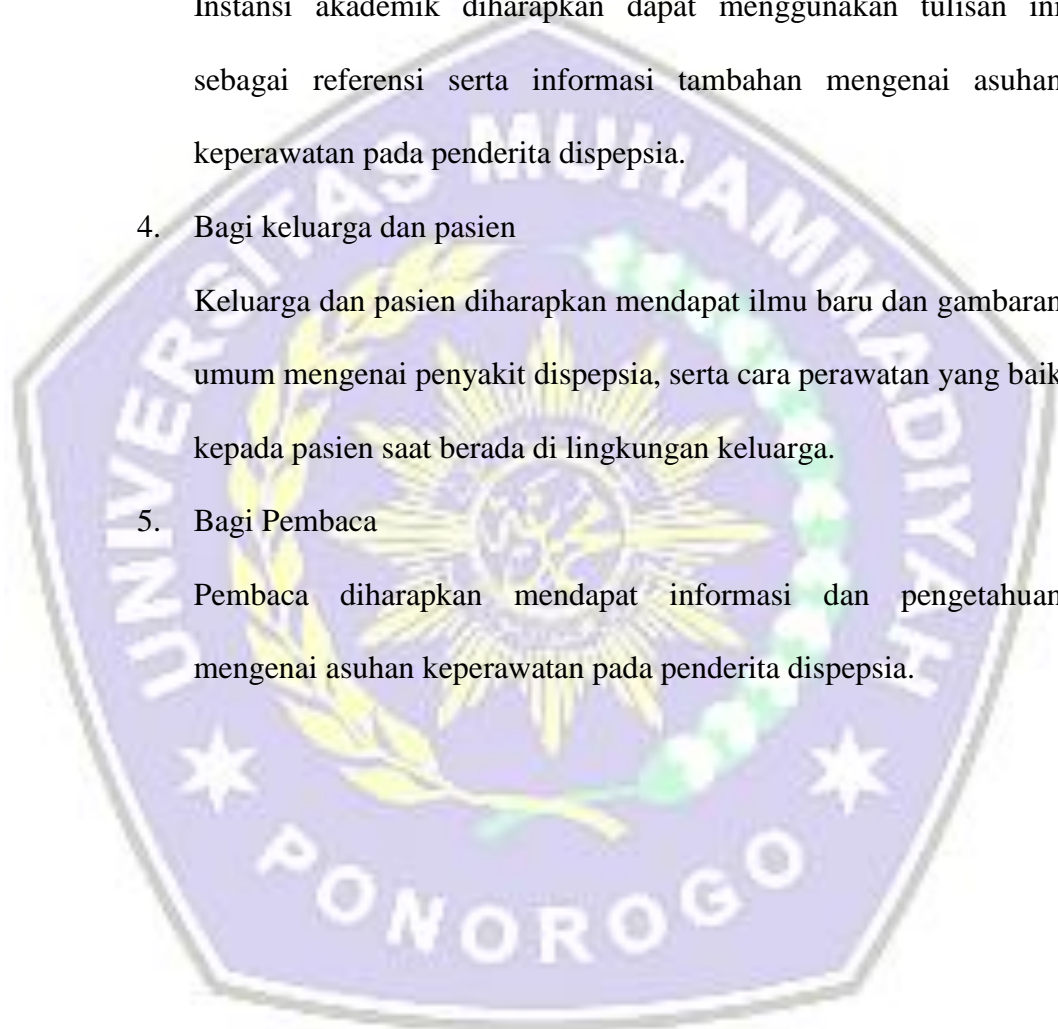 Instansi akademik diharapkan dapat menggunakan tulisan ini
sebagai referensi serta informasi tambahan mengenai asuhan
keperawatan pada penderita dispepsia.
4. Bagi keluarga dan pasien
Keluarga dan pasien diharapkan mendapat ilmu baru dan gambaran
umum mengenai penyakit dispepsia, serta cara perawatan yang baik
kepada pasien saat berada di lingkungan keluarga.
5. Bagi Pembaca
Pembaca diharapkan mendapat informasi dan pengetahuan
mengenai asuhan keperawatan pada penderita dispepsia.
UNIVERSITAS MUHAMMADIYAH
PONOROGO